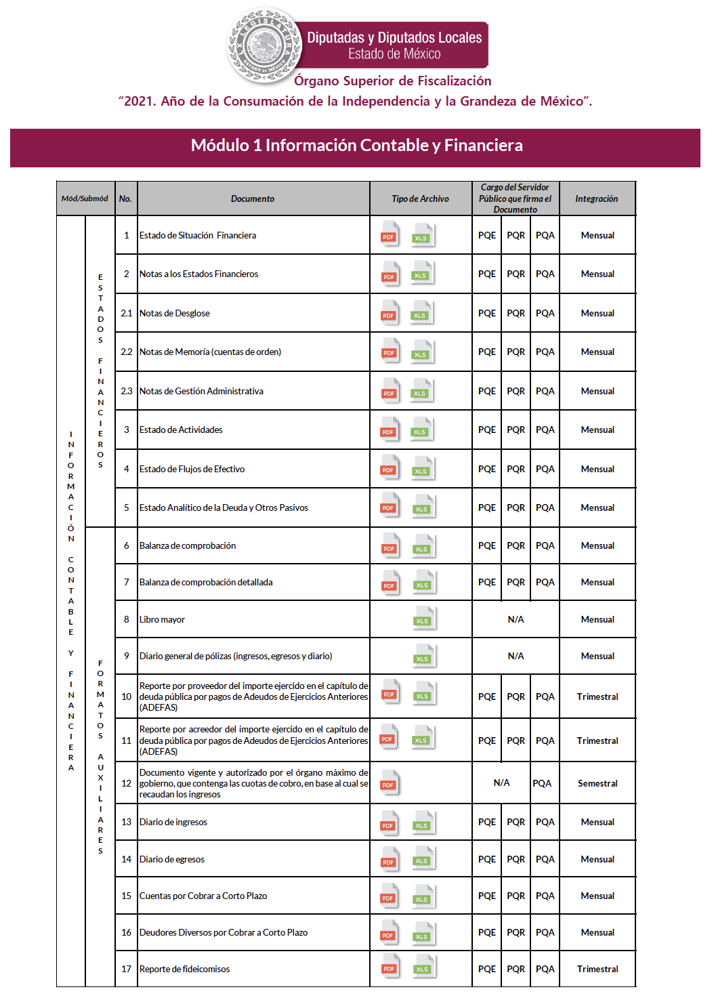 LX LEGISLATURA
ESTADO DE MÉXICO
Diputadas y Diputados Locales
Estado de México
Órgano Superior de Fiscalización
“2021. Año de la Consumación de la Independencia y la Grandeza de México”.
Módulo 1 Información Contable y Financiera
Mód/Submód No. Documento Tipo de Archivo Cargo del Servidor Público que firma el Documento Integración
INFORMACIÓN CONTABLE Y FINANCIERA
ESTADOS FINANCIEROS
1 Estado de Situación Financiera PDF XLS PQE PQR PQA Mensual
2 Notas a los Estados Financieros PDF XLS PQE PQR PQA Mensual
2.1 Notas de Desglose PDF XLS PQE PQR PQA Mensual
2.2 Notas de Memoría (cuentas de orden) PDF XLS PQE PQR PQA Mensual
2.3 Notas de Gestión Administrativa PDF XLS PQE PQR PQA Mensual
3 Estado de Actividades PDF XLS PQE PQR PQA Mensual
4 Estado de Flujos de Efectivo PDF XLS PQE PQR PQA Mensual
5 Estado Analítico de la Deuda y Otros Pasivos PDF XLS PQE PQR PQA Mensual
FORMATOS AUXILIARES
6 Balanza de comprobación PDF XLS PQE PQR PQA Mensual
7 Balanza de comprobación detallada PDF XLS PQE PQR PQA Mensual
8 Libro mayor XLS N/A Mensual
9 Diario general de pólizas (ingresos, egresos y diario) XLS N/A Mensual
10 Reporte por proveedor del importe ejercido en el capítulo de
deuda pública por pagos de Adeudos de Ejercicios Anteriores
(ADEFAS) PDF XLS PQE PQR PQA Trimestral
11 Reporte por acreedor del importe ejercido en el capítulo de
deuda pública por pagos de Adeudos de Ejercicios Anteriores
(ADEFAS) PDF XLS PQE PQR PQA Trimestral
12 Documento vigente y autorizado por el órgano máximo de
gobierno, que contenga las cuotas de cobro, en base al cual se
recaudan los ingresos PDF N/A PQA Semestral
13 Diario de ingresos PDF XLS PQE PQR PQA Mensual
14 Diario de egresos PDF XLS PQE PQR PQA Mensual
15 Cuentas por Cobrar a Corto Plazo PDF XLS PQE PQR PQA Mensual
16 Deudores Diversos por Cobrar a Corto Plazo PDF XLS PQE PQR PQA Mensual
17 Reporte de fideicomisos PDF XLS PQE PQR PQA Trimestral